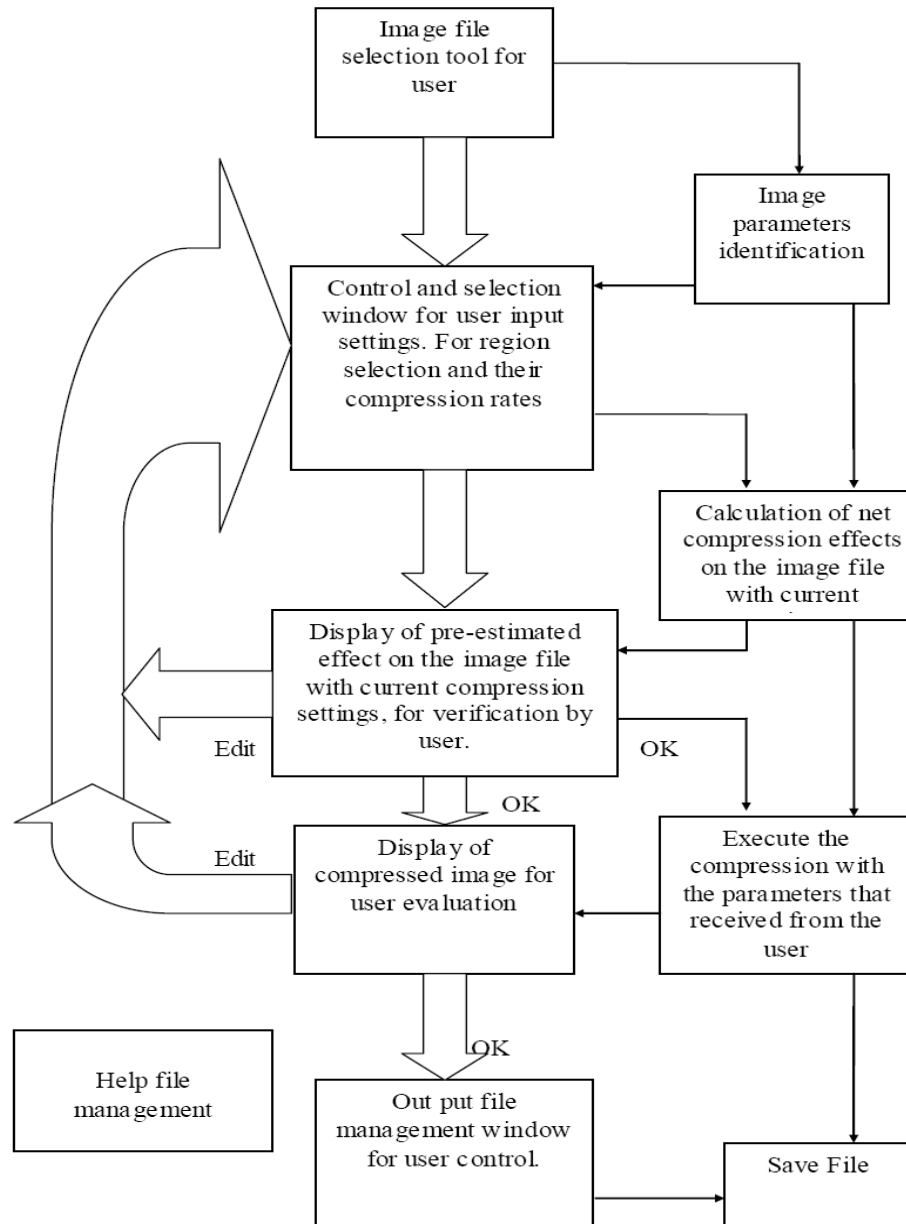 Image file
selection tool for
user
Image
parameters
identification
Control and selection
window for user input
settings. For region
selection and their
compression rates
Calculation of net
compression effects
on the image file
with current
Display of pre-estimated
effect on the image file
with current compression
settings, for verification by
user.
Edit
OK
OK
Display of
compressed image for
user evaluation
Edit
Execute the
compression with
the parameters that
received from the
user
OK
Help file
management
Out put file
management window
for user control.
Save File